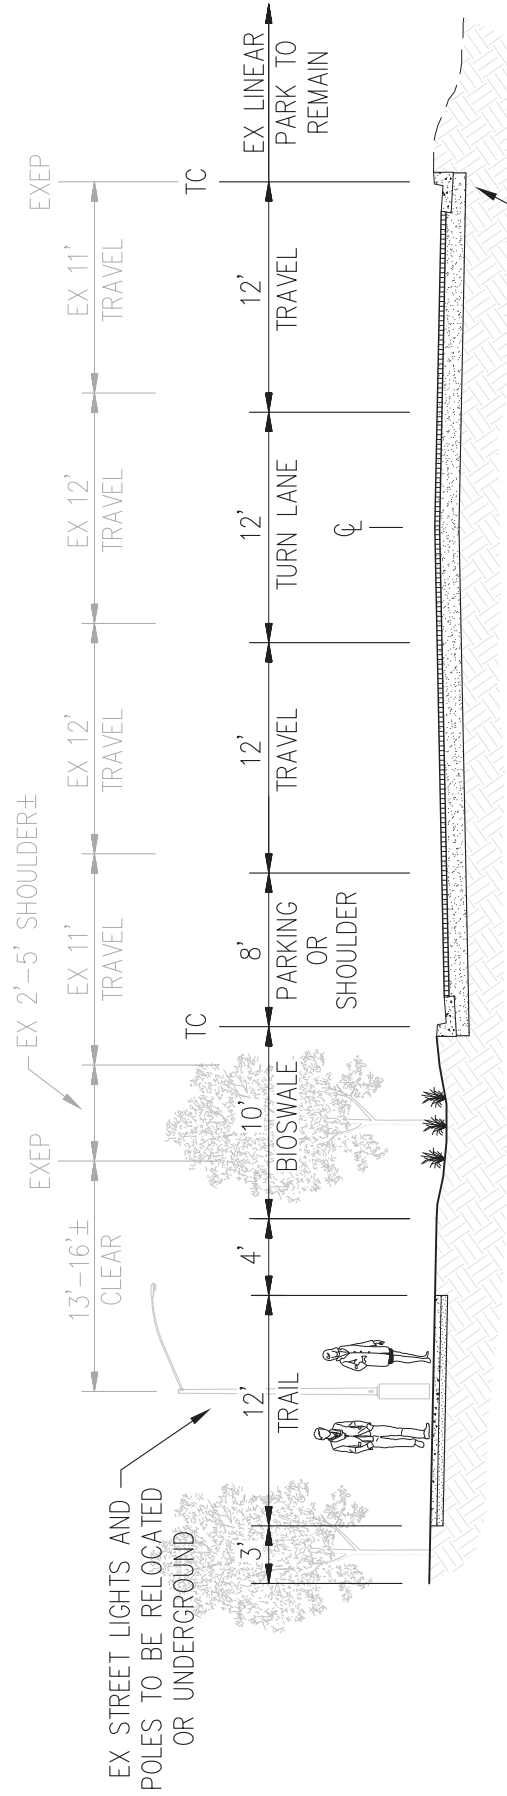 EX STREET LIGHTS AND
POLES TO BE RELOCATED
OR UNDERGROUND
13'-16'±
CLEAR
EXEP
EX 2'-5' SHOULDER±
EX 11'
TRAVEL
EX 12'
TRAVEL
EX 12'
TRAVEL
EX 11'
TRAVEL
EXEP
3'
12'
TRAIL
4'
10'
BIOSWALE
TC
8'
PARKING
OR
SHOULDER
12'
TRAVEL
12'
TURN LANE
CL
12'
TRAVEL
TC
EX LINEAR
PARK TO
REMAIN